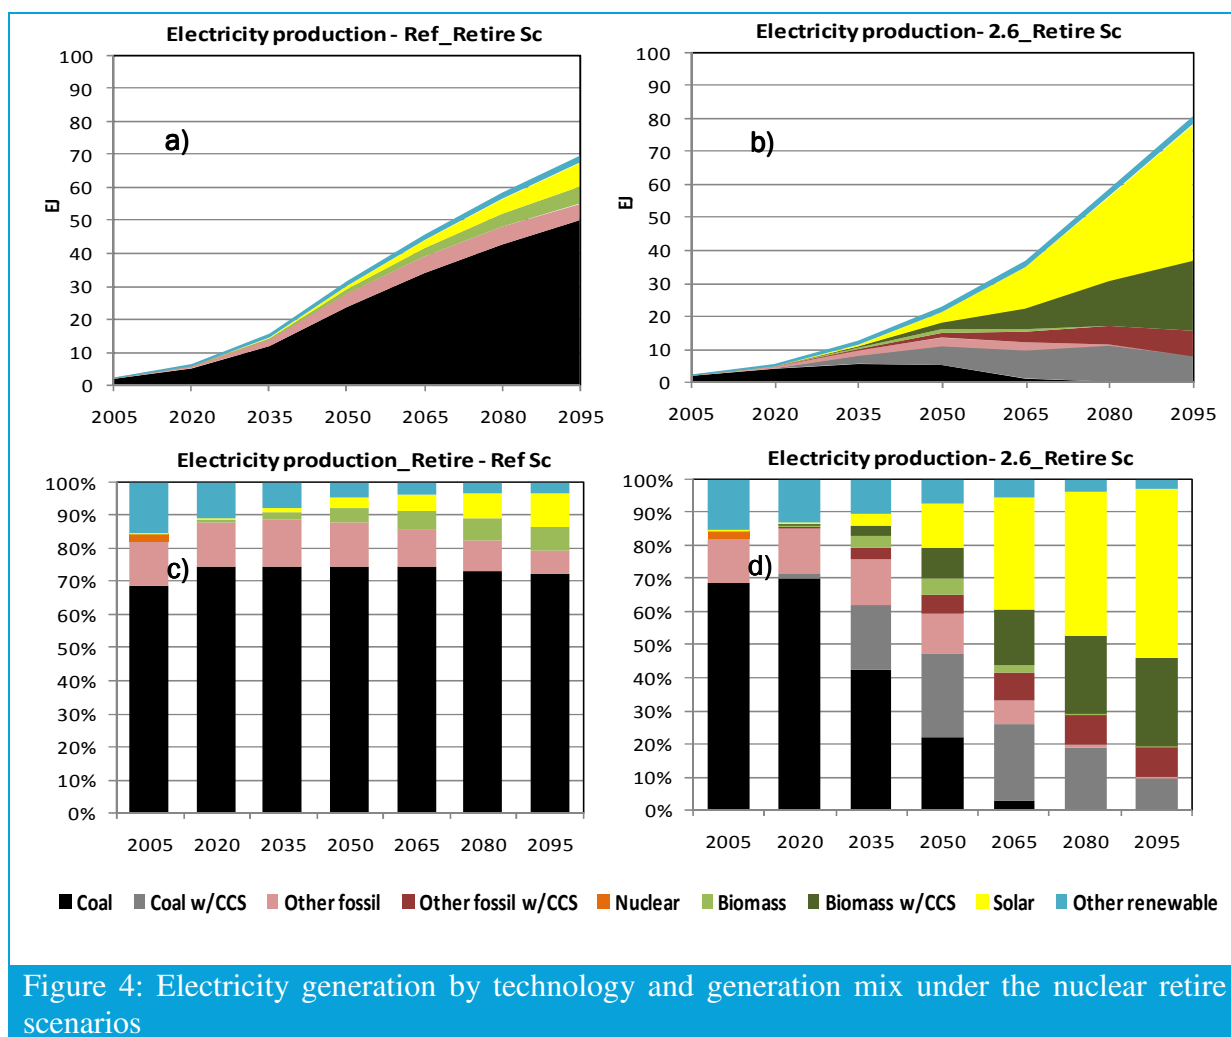 Electricity production - Ref_Retire Sc
100
90
80
70
60
50
40
30
20
10
0
EJ
a)
2005 2020 2035 2050 2065 2080 2095
Electricity production- 2.6_Retire Sc
100
90
80
70
60
50
40
30
20
10
0
EJ
b)
2005 2020 2035 2050 2065 2080 2095
Electricity production_Retire - Ref Sc
100%
90%
80%
70%
60%
50%
40%
30%
20%
10%
0%
c)
2005 2020 2035 2050 2065 2080 2095
Electricity production- 2.6_Retire Sc
100%
90%
80%
70%
60%
50%
40%
30%
20%
10%
0%
d)
2005 2020 2035 2050 2065 2080 2095
Coal Coal w/CCS Other fossil Other fossil w/CCS Nuclear Biomass Biomass w/CCS Solar Other renewable
Figure 4: Electricity generation by technology and generation mix under the nuclear retire
scenarios